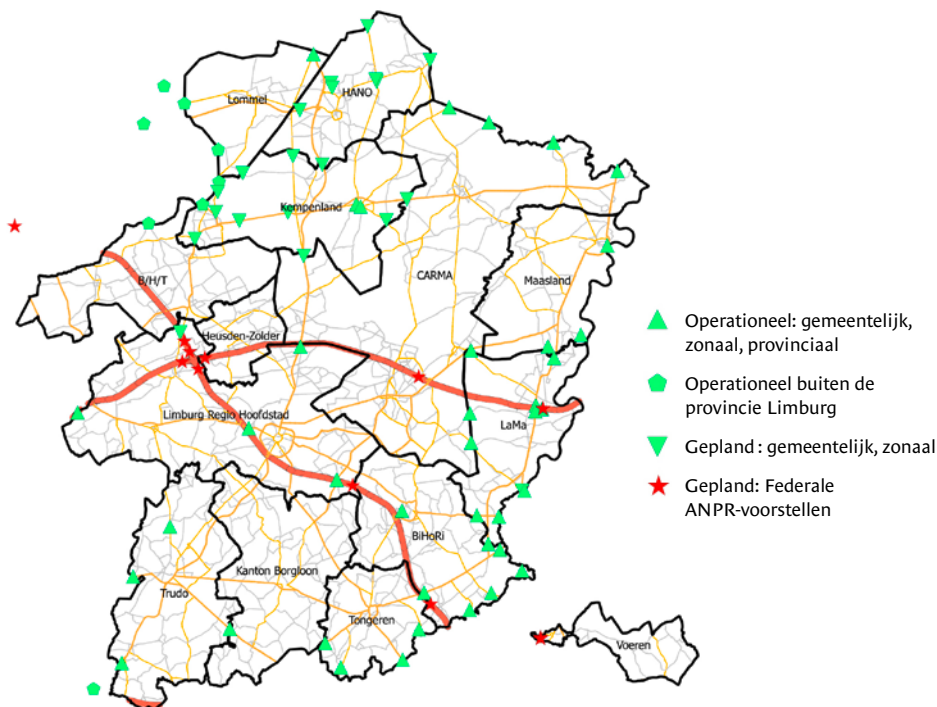 Lommel
HANO
Kempenland
CARMA
Maasland
B/H/T
Heusden-Zolder
Limburg Regio Hoofdstad
LaMa
BiHoRi
Kanton Borgloon
Trudo
Tongeren
Voeren
Operationeel: gemeentelijk,
zonaal, provinciaal
Operationeel buiten de
provincie Limburg
Gepland: gemeentelijk, zonaal
Gepland: Federale
ANPR-voorstellen